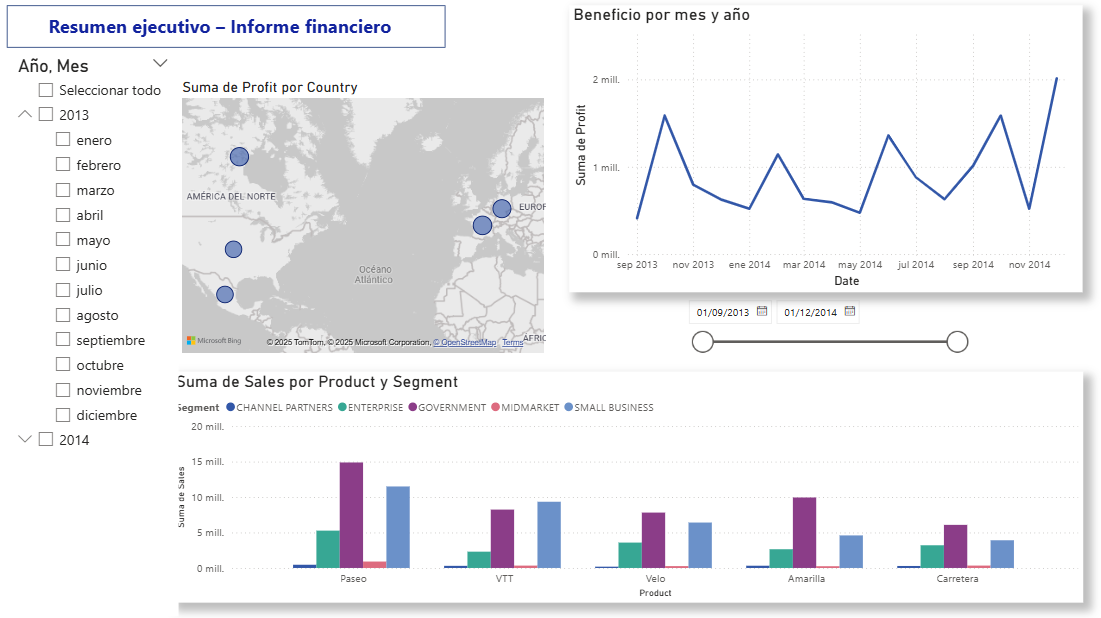 Resumen ejecutivo – Informe financiero
Año, Mes
Seleccionar todo
2013
enero
febrero
marzo
abril
mayo
junio
julio
agosto
septiembre
octubre
noviembre
diciembre
2014
Suma de Profit por Country
AMÉRICA DEL NORTE
EUROP
Océano
Atlántico
ÁFRIC
Microsoft Bing
© 2025 TomTom, © 2025 Microsoft Corporation, © OpenStreetMap Terms
Beneficio por mes y año
Suma de Profit
2 mill.
1 mill.
0 mill.
sep 2013 nov 2013 ene 2014 mar 2014 may 2014 jul 2014 sep 2014 nov 2014
Date
01/09/2013 01/12/2014
Suma de Sales por Product y Segment
Segment CHANNEL PARTNERS ENTERPRISE GOVERNMENT MIDMARKET SMALL BUSINESS
Suma de Sales
20 mill.
15 mill.
10 mill.
5 mill.
0 mill.
Paseo VTT Velo Amarilla Carretera
Product